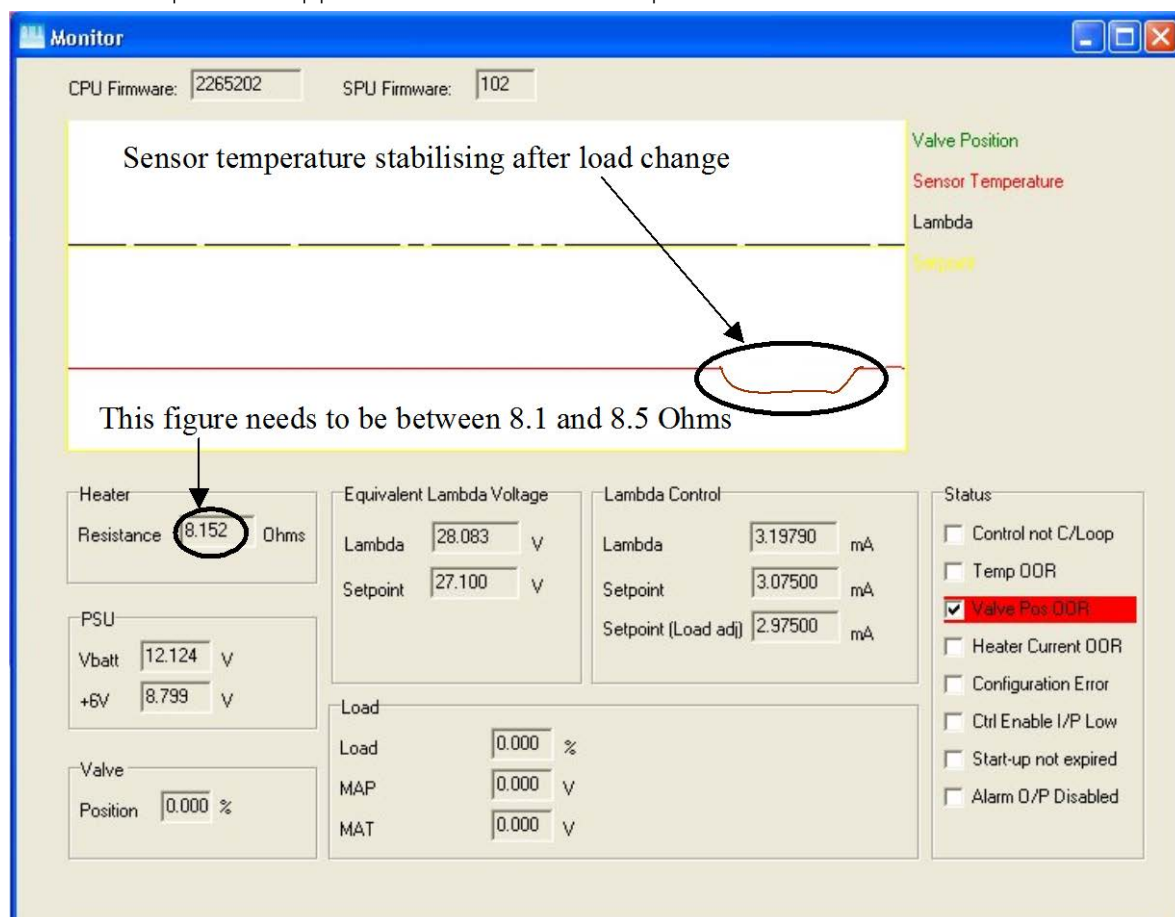 Monitor
CPU Firmware: 2265202 SPU Firmware: 102
Sensor temperature stabilising after load change
Valve Position
Sensor Temperature
Lambda
Setpoint
This figure needs to be between 8.1 and 8.5 Ohms
Heater
Resistance 8.152 Ohms
PSU
Vbatt 12.124 V
+6V 8.799 V
Valve
Position 0.000 %
Equivalent Lambda Voltage
Lambda 28.083 V
Setpoint 27.100 V
Lambda Control
Lambda 3.19790 mA
Setpoint 3.07500 mA
Setpoint (Load adj) 2.97500 mA
Load
Load 0.000 %
MAP 0.000 V
MAT 0.000 V
Status
Control not C/Loop
Temp OOR
Valve Pos OOR
Heater Current OOR
Configuration Error
Ctrl Enable I/P Low
Start-up not expired
Alarm O/P Disabled